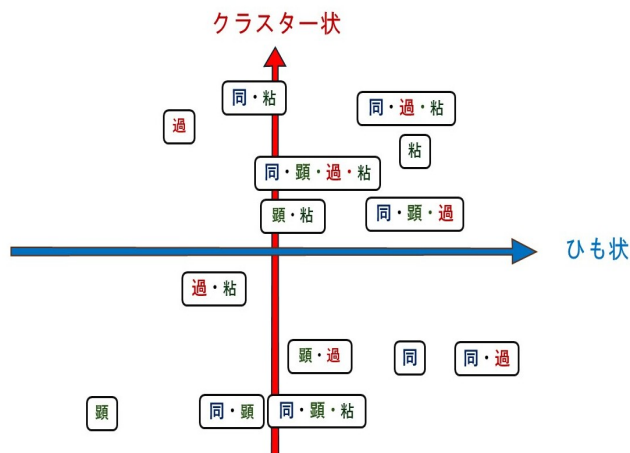 クラスター状
同・粘
同・過・粘
過
粘
同・顕・過・粘
顕・粘
同・顕・過
ひも状
過・粘
顕・過
同
同・過
顕
同・顕
同・顕・粘